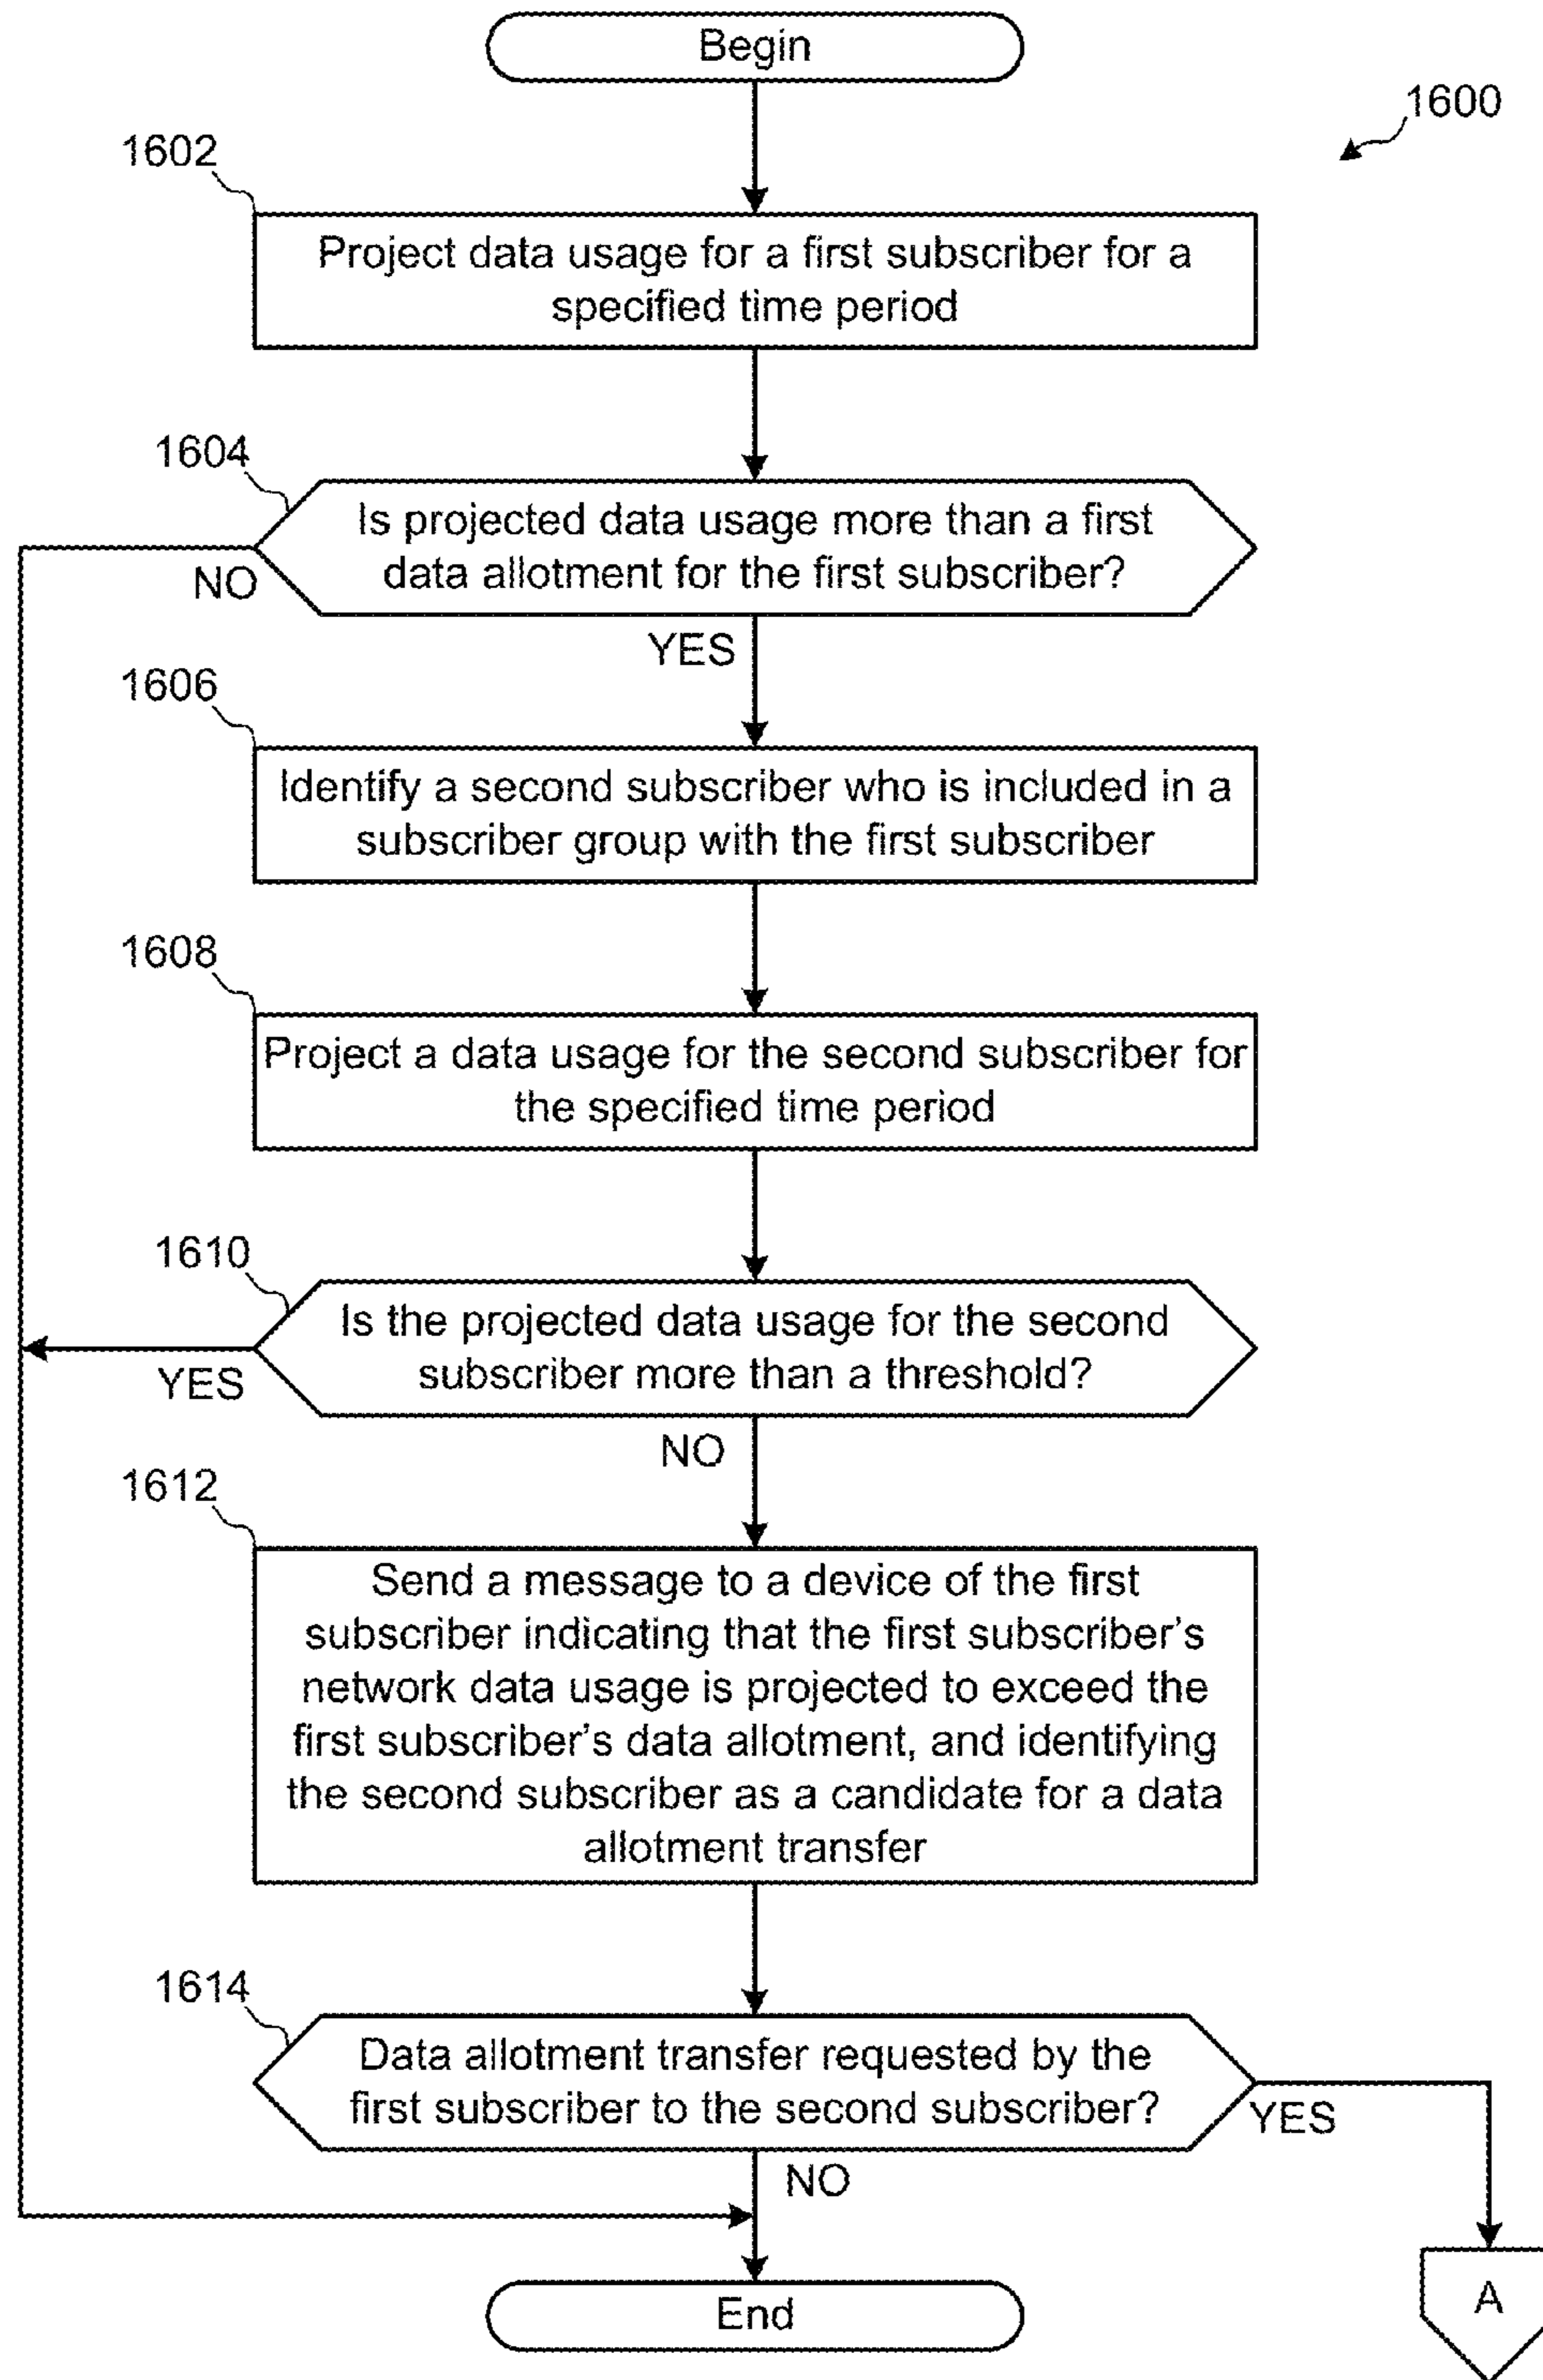 Begin
1600
1602
Project data usage for a first subscriber for a
specified time period
1604
Is projected data usage more than a first
data allotment for the first subscriber?
NO
YES
1606
Identify a second subscriber who is included in a
subscriber group with the first subscriber
1608
Project a data usage for the second subscriber for
the specified time period
1610
Is the projected data usage for the second
subscriber more than a threshold?
YES
NO
1612
Send a message to a device of the first
subscriber indicating that the first subscriber's
network data usage is projected to exceed the
first subscriber's data allotment, and identifying
the second subscriber as a candidate for a data
allotment transfer
1614
Data allotment transfer requested by the
first subscriber to the second subscriber?
YES
NO
End
A